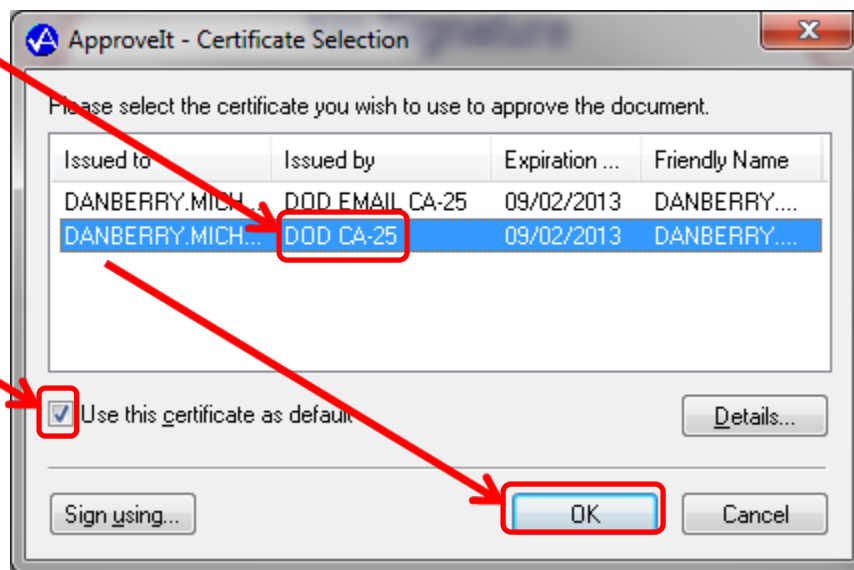 ApproveIt - Certificate Selection
Please select the certificate you wish to use to approve the document.
Issued to Issued by Expiration ... Friendly Name
DANBERRY.MICH... DOD EMAIL CA-25 09/02/2013 DANBERRY....
DANBERRY.MICH... DOD CA-25 09/02/2013 DANBERRY....
Use this certificate as default Details...
Sign using... OK Cancel